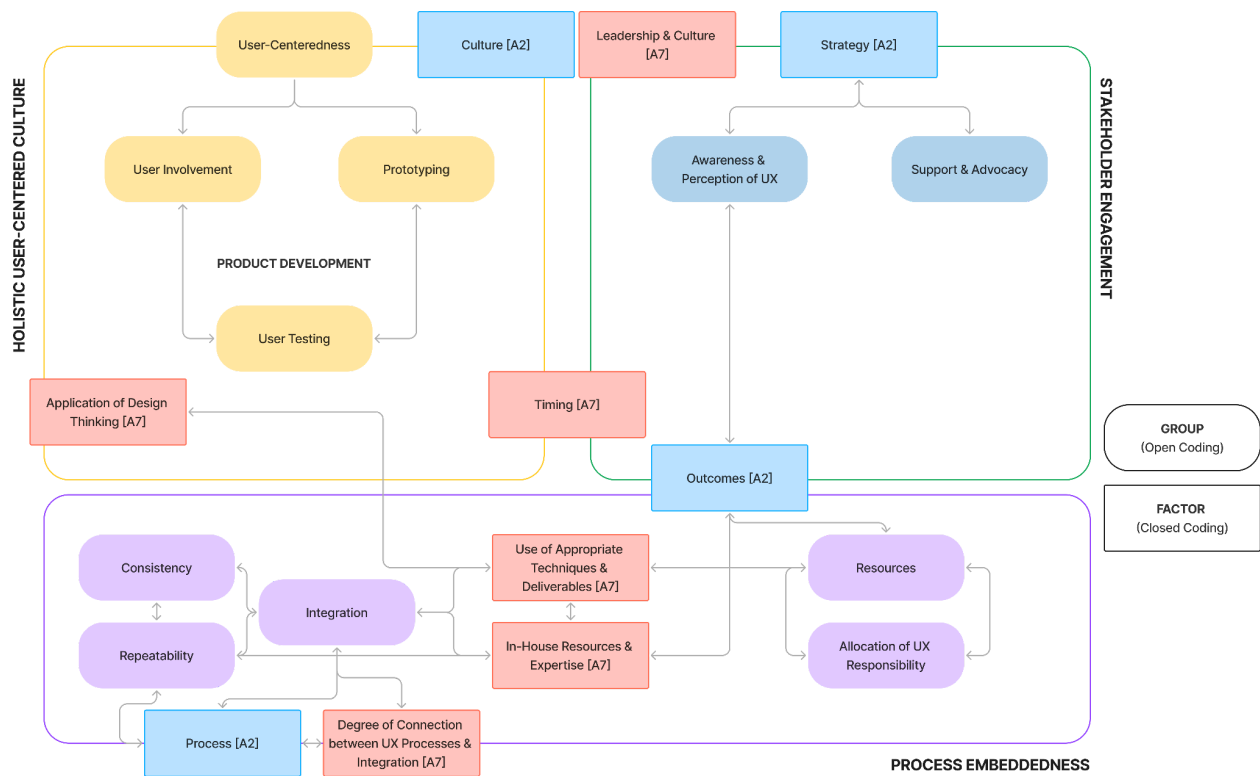 User-Centeredness
Culture [A2]
Leadership & Culture
[A7]
Strategy [A2]
HOLISTIC USER-CENTERED CULTURE
STAKEHOLDER ENGAGEMENT
User Involvement
Prototyping
Awareness &
Perception of UX
Support & Advocacy
PRODUCT DEVELOPMENT
User Testing
Application of Design
Thinking [A7]
Timing [A7]
GROUP
(Open Coding)
Outcomes [A2]
FACTOR
(Closed Coding)
Consistency
Integration
Use of Appropriate
Techniques &
Deliverables [A7]
Resources
Repeatability
In-House Resources &
Expertise [A7]
Allocation of UX
Responsibility
Process [A2]
Degree of Connection
between UX Processes &
Integration [A7]
PROCESS EMBEDDEDNESS